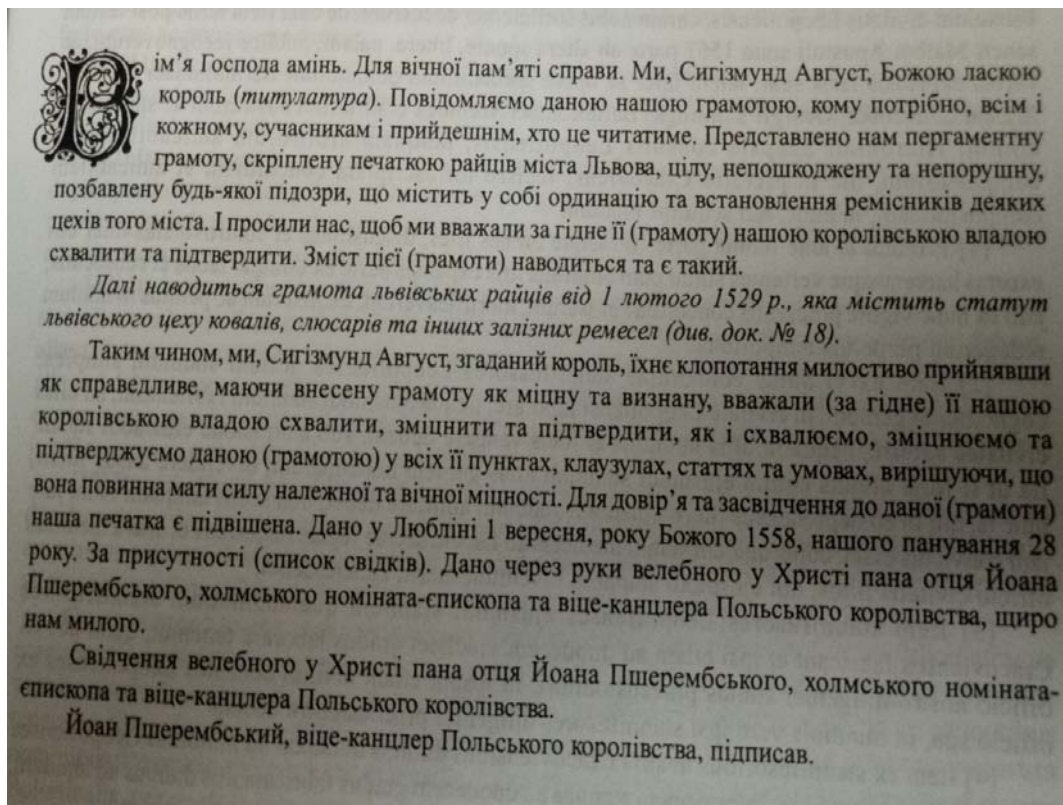 В ім’я Господа амінь. Для вічної пам’яті справи. Ми, Сигізмунд Август, Божою ласкою
король (титулатура). Повідомляємо даною нашою грамотою, кому потрібно, всім і
кожному, сучасникам і прийдешнім, хто це читатиме. Представлено нам пергаментну
грамоту, скріплену печаткою райців міста Львова, цілу, непошкоджену та непорушну,
позбавлену будь-якої підозри, що містить у собі ординацію та встановлення ремісників деяких
цехів того міста. І просили нас, щоб ми вважали за гідне її (грамоту) нашою королівською владою
схвалити та підтвердити. Зміст цієї (грамоти) наводиться та є такий.
Далі наводиться грамота львівських райців від 1 лютого 1529 р., яка містить статут
львівського цеху ковалів, слюсарів та інших залізних ремесел (див. док. № 18).
Таким чином, ми, Сигізмунд Август, згаданий король, їхнє клопотання милостиво прийнявши
як справедливе, маючи внесену грамоту як міцну та визнану, вважали (за гідне) її нашою
королівською владою схвалити, зміцнити та підтвердити, як і схвалюємо, зміцнюємо та
підтверджуємо даною (грамотою) у всіх її пунктах, клаузулах, статтях та умовах, вирішуючи, що
вона повинна мати силу належної та вічної міцності. Для довір’я та засвідчення до даної (грамоти)
наша печатка є підвішена. Дано у Любліні 1 вересня, року Божого 1558, нашого панування 28
року. За присутності (список свідків). Дано через руки велебного у Христі пана отця Йоана
Пшерембського, холмського номіната-єпископа та віце-канцлера Польського королівства, щиро
нам милого.
Свідчення велебного у Христі пана отця Йоана Пшерембського, холмського номіната-
єпископа та віце-канцлера Польського королівства.
Йоан Пшерембський, віце-канцлер Польського королівства, підписав.